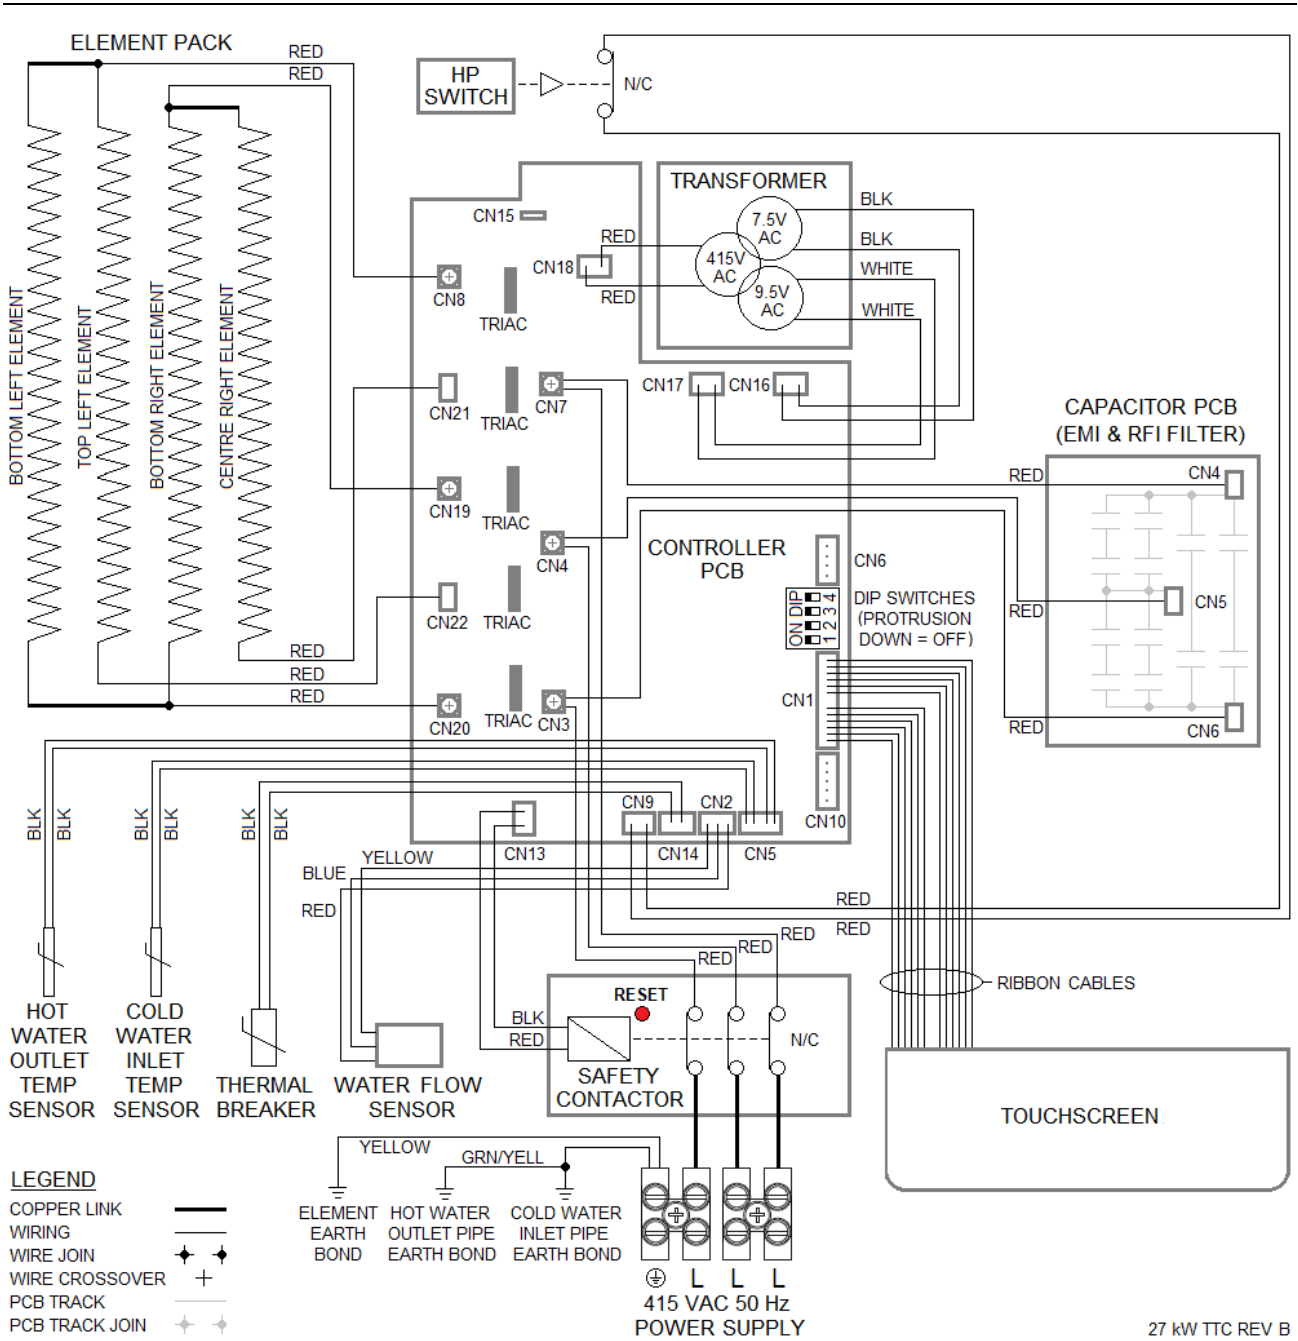 ELEMENT PACK
RED
RED
HP
SWITCH
N/C
TRANSFORMER
7.5V
AC
415V
AC
9.5V
AC
BLK
BLK
WHITE
WHITE
CN15
CN18
RED
RED
CN8
TRIAC
CN21
TRIAC
CN7
CN17
CN16
CN19
TRIAC
CN4
CN22
TRIAC
CN20
TRIAC
CN3
BOTTOM LEFT ELEMENT
TOP LEFT ELEMENT
BOTTOM RIGHT ELEMENT
CENTRE RIGHT ELEMENT
RED
RED
RED
CONTROLLER
PCB
CN6
ON DIP
1 2 3 4
DIP SWITCHES
(PROTRUSION
DOWN = OFF)
CN1
CN10
CAPACITOR PCB
(EMI & RFI FILTER)
RED
CN4
RED
CN5
RED
CN6
BLK
BLK
BLK
BLK
BLK
BLK
CN13
CN9
CN14
CN2
CN5
YELLOW
BLUE
RED
RED
RED
RED
RED
RED
RIBBON CABLES
HOT
WATER
OUTLET
TEMP
SENSOR
COLD
WATER
INLET
TEMP
SENSOR
THERMAL
BREAKER
WATER FLOW
SENSOR
RESET
BLK
RED
N/C
SAFETY
CONTACTOR
TOUCHSCREEN
YELLOW
GRN/YELL
ELEMENT
EARTH
BOND
HOT WATER
OUTLET PIPE
EARTH BOND
COLD WATER
INLET PIPE
EARTH BOND
L L L
415 VAC 50 Hz
POWER SUPPLY
LEGEND
COPPER LINK
WIRING
WIRE JOIN
WIRE CROSSOVER
PCB TRACK
PCB TRACK JOIN
27 kW TTC REV B